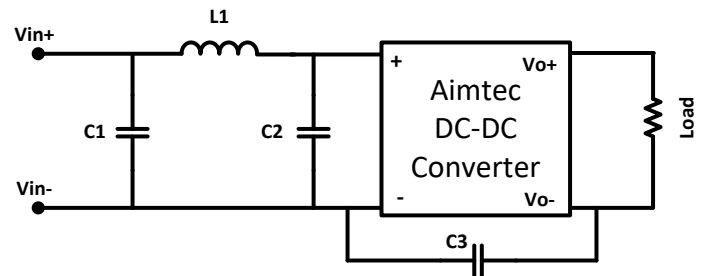 L1
Vin+
C1
C2
+
Vo+
Aimtec
DC-DC
Converter
Load
Vin-
-
Vo-
C3